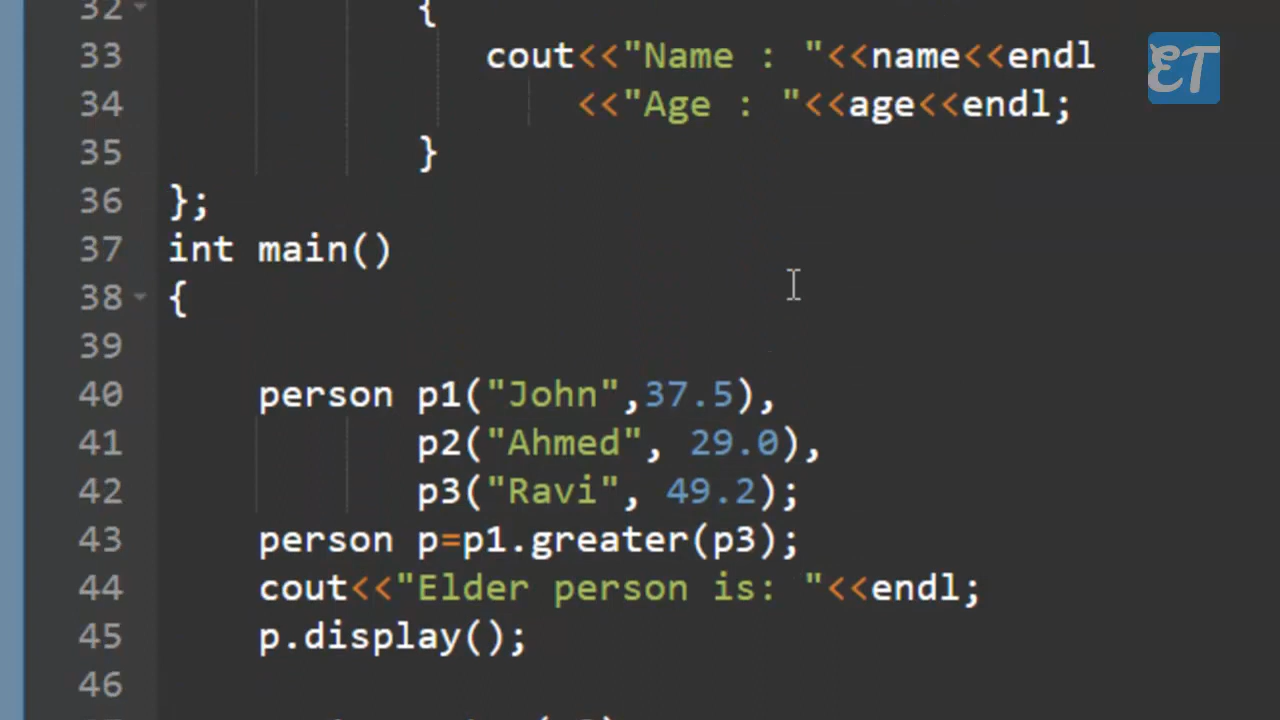 32 {
33 cout<<"Name : "<<name<<endl
34 <<"Age : "<<age<<endl;
35 }
36 };
37 int main()
38 {
39
40 person p1("John",37.5),
41 p2("Ahmed", 29.0),
42 p3("Ravi", 49.2);
43 person p=p1.greater(p3);
44 cout<<"Elder person is: "<<endl;
45 p.display();
46
ET